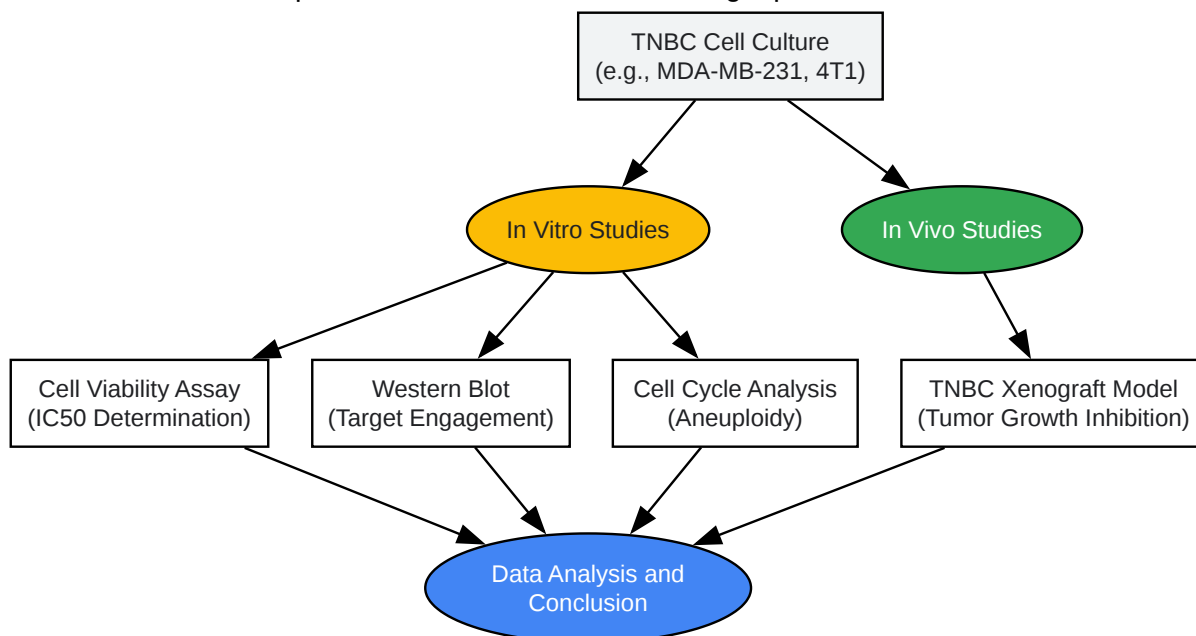 TNBC Cell Culture
(e.g., MDA-MB-231, 4T1)
In Vitro Studies
In Vivo Studies
Cell Viability Assay
(IC50 Determination)
Western Blot
(Target Engagement)
Cell Cycle Analysis
(Aneuploidy)
TNBC Xenograft Model
(Tumor Growth Inhibition)
Data Analysis and
Conclusion